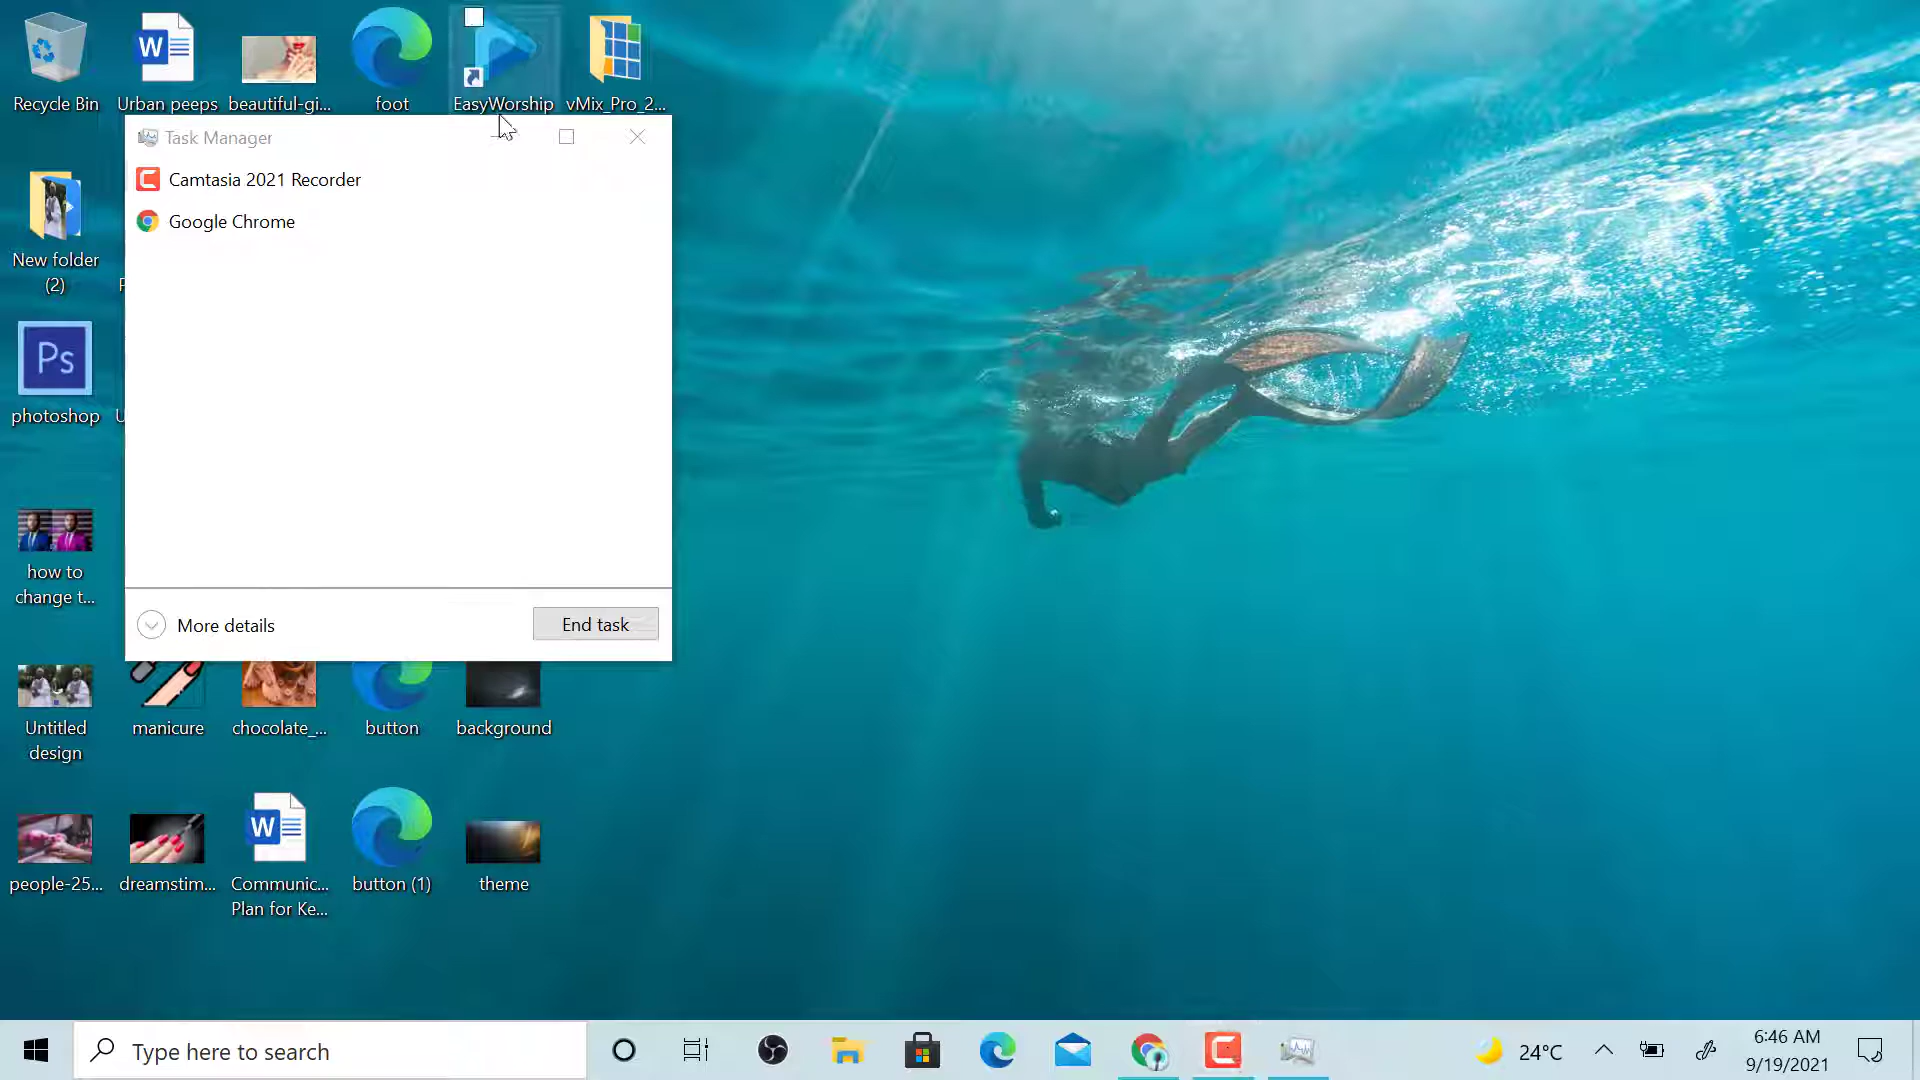 Recycle Bin
Urban peeps
beautiful-gi...
foot
EasyWorship
vMix_Pro_2...
Task Manager
Camtasia 2021 Recorder
Google Chrome
New folder
(2)
Ps
photoshop
how to
change t...
More details
End task
Untitled
design
manicure
chocolate_...
button
background
people-25...
dreamstim...
Communic...
Plan for Ke...
button (1)
theme
Type here to search
24°C
6:46 AM
9/19/2021